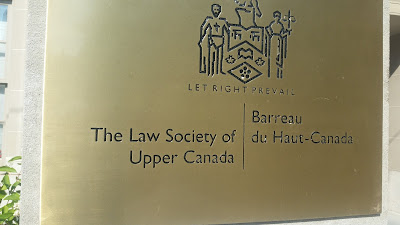 LET RIGHT PREVAIL
The Law Society of
Upper Canada
Barreau
du Haut-Canada